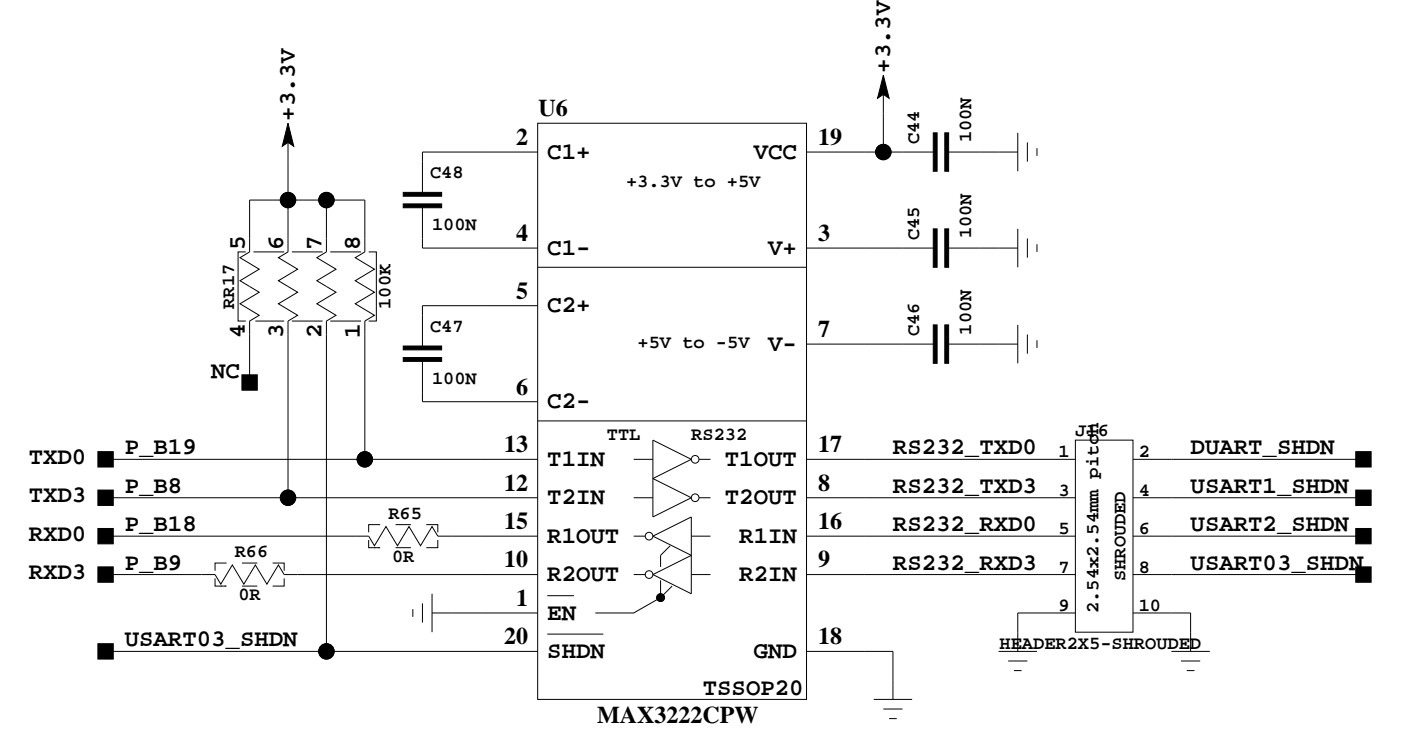 +3.3V
+3.3V
U6
2 C1+ VCC 19
C44 100N
C48
+3.3V to +5V
100N
4 C1- V+ 3
C45 100N
5 6 7 8
RR17 100K
4 3 2 1
NC
5 C2+
C47
+5V to -5V V- 7
C46 100N
100N
6 C2-
TTL RS232
J16
TXD0 P_B19 13 T1IN T1OUT 17 RS232_TXD0 1 2 DUART_SHDN
TXD3 P_B8 12 T2IN T2OUT 8 RS232_TXD3 3 4 USART1_SHDN
R65
RXD0 P_B18 15 R1OUT R1IN 16 RS232_RXD0 5 6 USART2_SHDN
0R
R66
RXD3 P_B9 10 R2OUT R2IN 9 RS232_RXD3 7 8 USART03_SHDN
0R
2.54x2.54mm pitch
SHROUDED
1 EN 9 10
USART03_SHDN 20 SHDN GND 18
HEADER2X5-SHROUDED
TSSOP20
MAX3222CPW